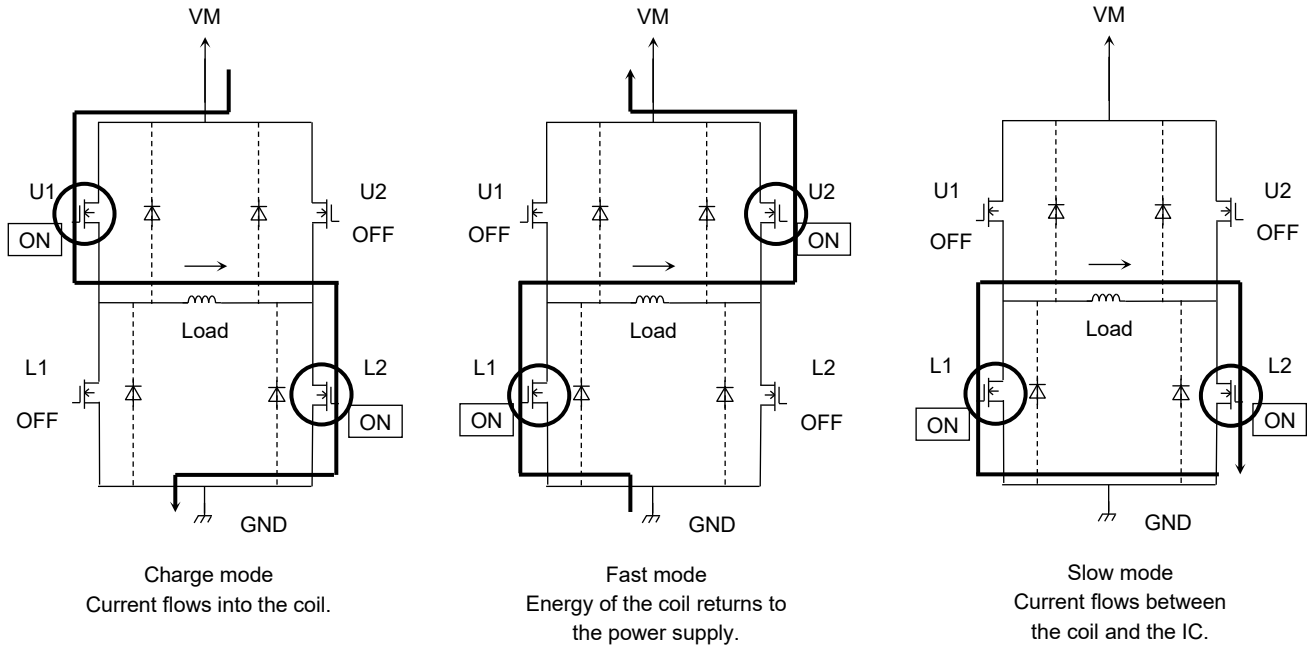 VM
U1
ON
U2
OFF
Load
L1
OFF
L2
ON
GND
Charge mode
Current flows into the coil.
VM
U1
OFF
U2
ON
Load
L1
ON
L2
OFF
GND
Fast mode
Energy of the coil returns to
the power supply.
VM
U1
OFF
U2
OFF
Load
L1
ON
L2
ON
GND
Slow mode
Current flows between
the coil and the IC.